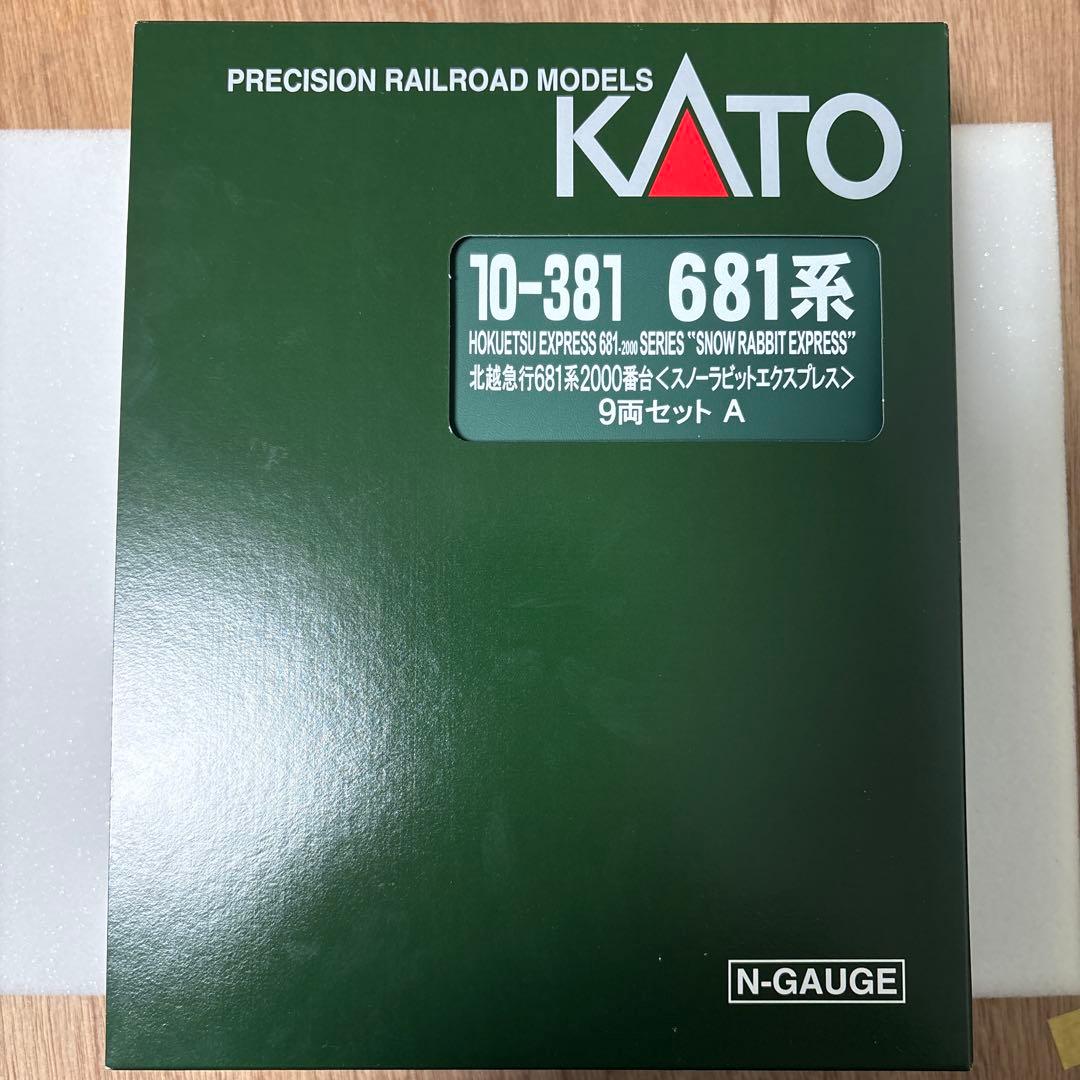 PRECISION RAILROAD MODELS
KATO
10-381 681系
HOKUETSU EXPRESS 681-2000 SERIES "SNOW RABBIT EXPRESS"
北越急行681系2000番台<スノーラビットエクスプレス>
9両セット A
N-GAUGE